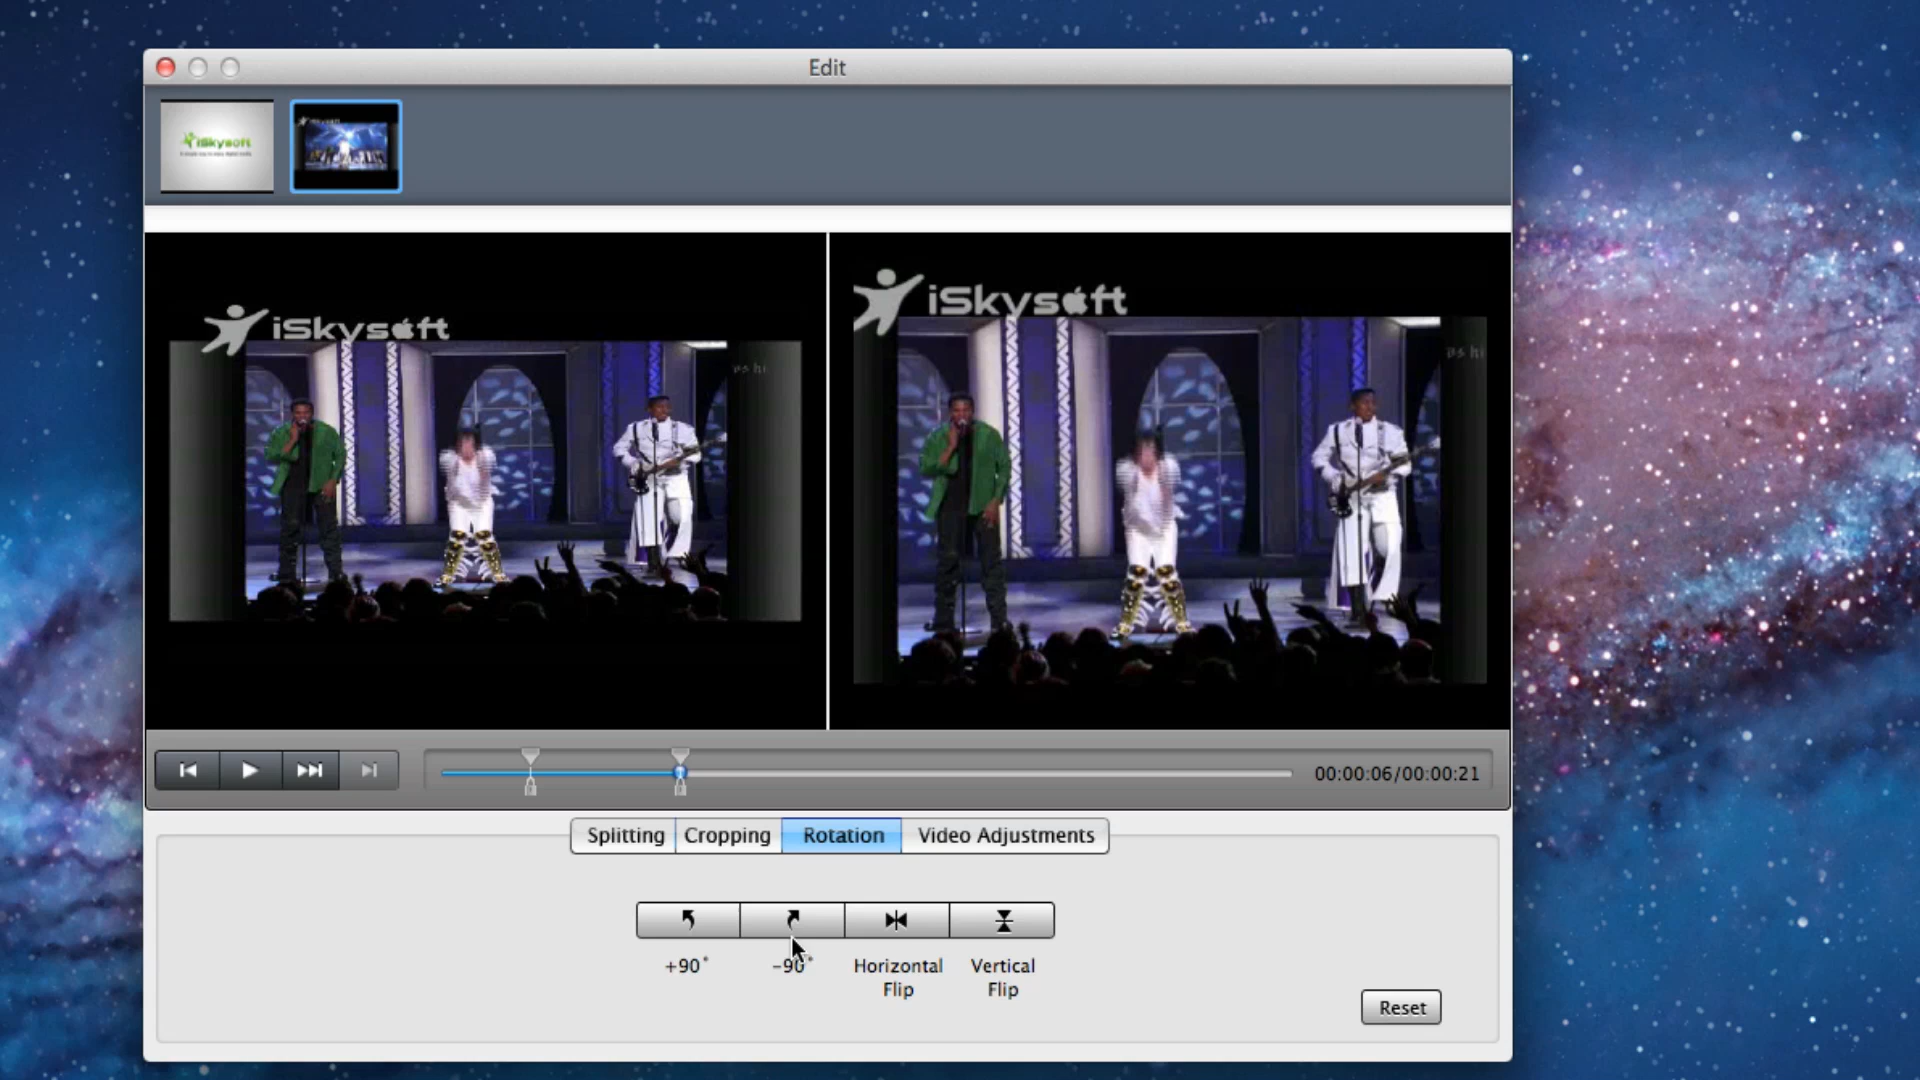 Edit
iSkysoft
iSkysoft
iSkysoft
00:00:06/00:00:21
Splitting Cropping Rotation Video Adjustments
+90° -90° Horizontal Flip Vertical Flip
Reset